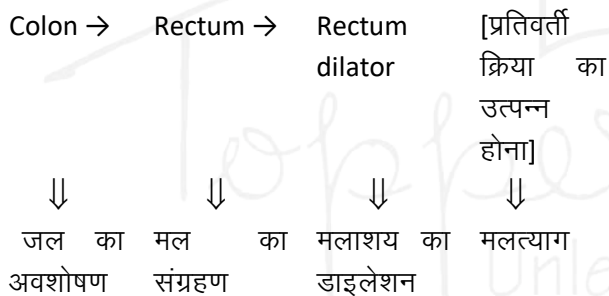 Colon → Rectum → Rectum [प्रतिवर्ती
dilator क्रिया का
उत्पन्न
होना]
⇓ ⇓ ⇓ ⇓
जल का मल का मलाशय का मलत्याग
अवशोषण संग्रहण डाइलेशन